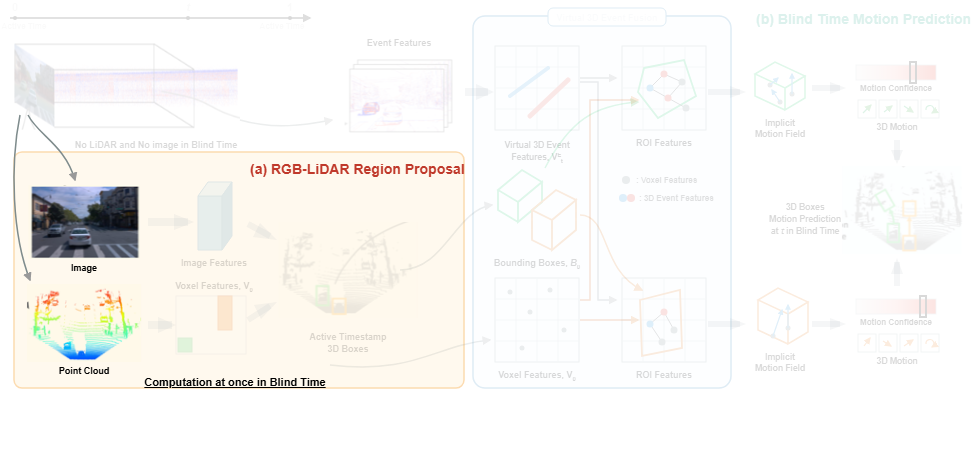 (b) Blind Time Motion Prediction
Event Features
No LiDAR and No image in Blind Time
(a) RGB-LiDAR Region Proposal
Image
Image Features
Voxel Features, V
Point Cloud
Active Timestamp
3D Boxes
Computation at once in Blind Time
Virtual 3D Event
Features, V
ROI Features
: Voxel Features
: 3D Event Features
Bounding Boxes, B
Voxel Features, V
ROI Features
Implicit
Motion Field
Motion Confidence
3D Motion
3D Boxes
Motion Prediction
at t in Blind Time
Implicit
Motion Field
Motion Confidence
3D Motion